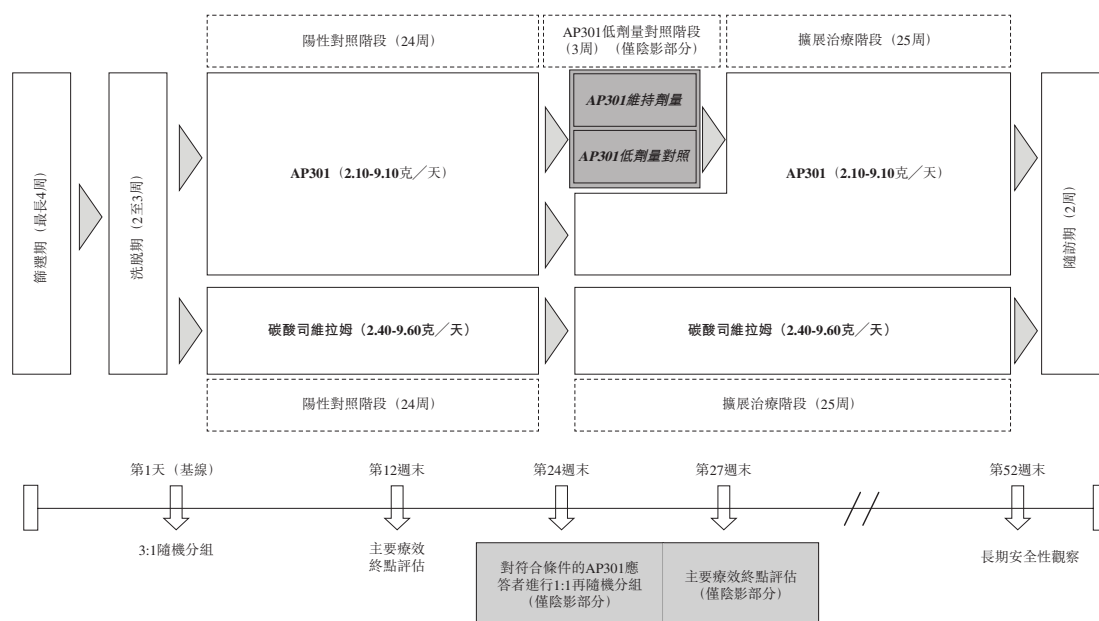 陽性對照階段（24周）
AP301低劑量對照階段
（3周）（僅陰影部分）
擴展治療階段（25周）
篩選期（最長4周）
洗脱期（2至3周）
AP301（2.10-9.10克╱天）
AP301維持劑量
AP301低劑量對照
AP301（2.10-9.10克╱天）
隨訪期（2周）
碳酸司維拉姆（2.40-9.60克╱天）
碳酸司維拉姆（2.40-9.60克╱天）
陽性對照階段（24周）
擴展治療階段（25周）
第1天（基線）
第12週末
第24週末
第27週末
第52週末
3:1隨機分組
主要療效
終點評估
對符合條件的AP301應
答者進行1:1再隨機分組
（僅陰影部分）
主要療效終點評估
（僅陰影部分）
長期安全性觀察